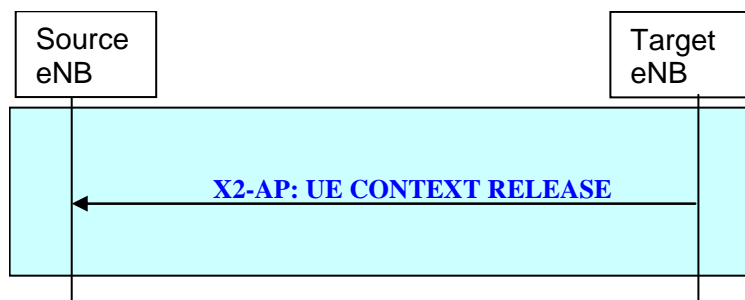 Source
eNB
Target
eNB
X2-AP: UE CONTEXT RELEASE